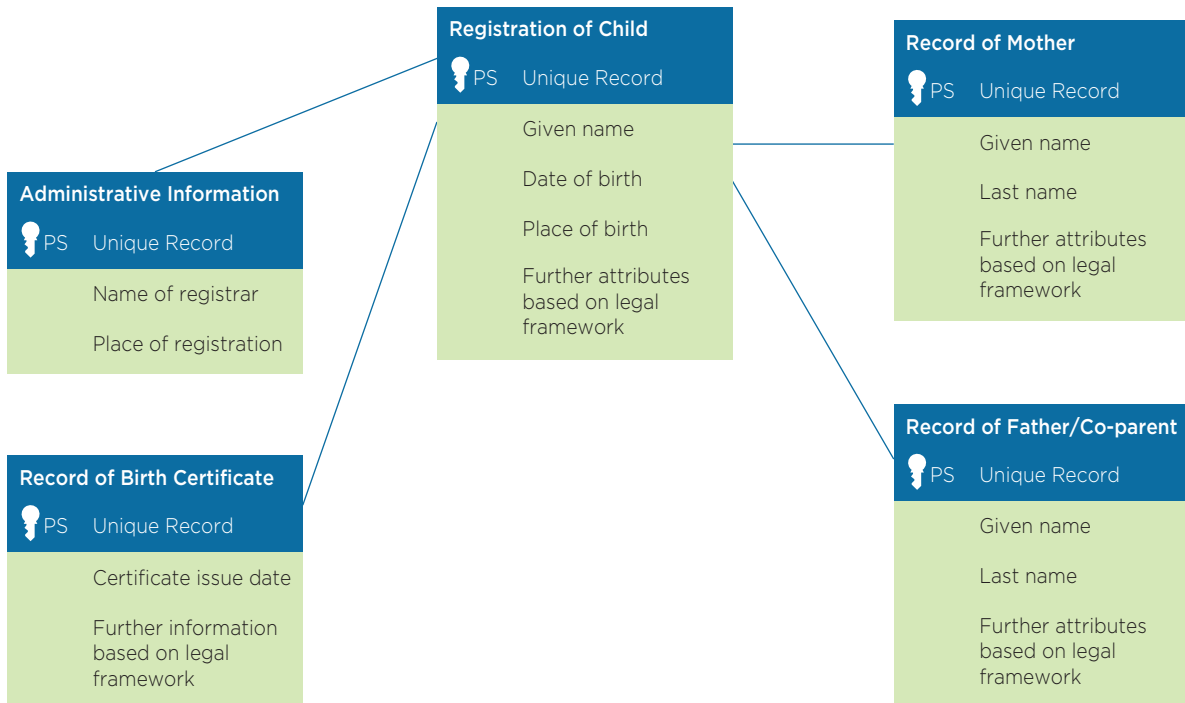 Registration of Child
PS Unique Record
Given name
Date of birth
Place of birth
Further attributes
based on legal
framework
Record of Mother
PS Unique Record
Given name
Last name
Further attributes
based on legal
framework
Administrative Information
PS Unique Record
Name of registrar
Place of registration
Record of Birth Certificate
PS Unique Record
Certificate issue date
Further information
based on legal
framework
Record of Father/Co-parent
PS Unique Record
Given name
Last name
Further attributes
based on legal
framework